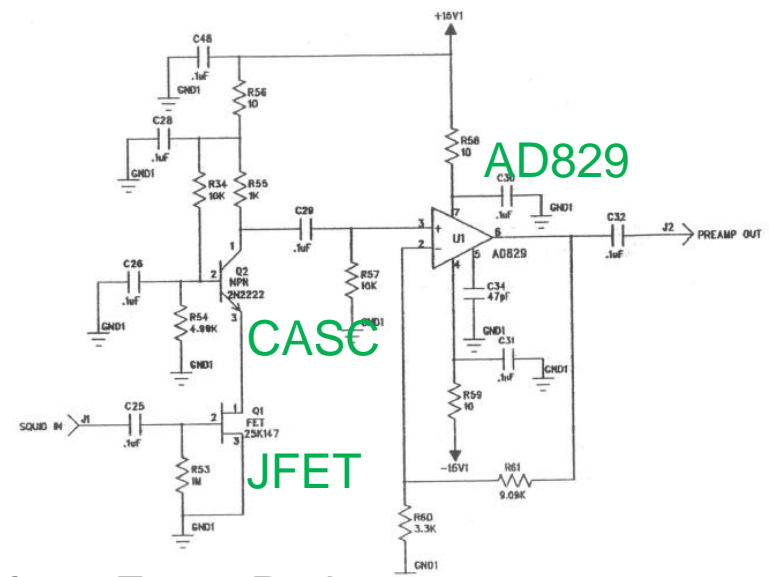 +15V1
C48
.1uF
GND1
R56
10
C28
.1uF
GND1
R58
10
AD829
R34
10K
R55
1K
C30
.1uF
GND1
C29
.1uF
7
3
+
U1
6
2
-
AD829
4
5
C32
.1uF
J2
PREAMP OUT
1
C26
.1uF
2
Q2
NPN
2N2222
3
R57
10K
C34
47pF
GND1
GND1
R54
4.99K
GND1
GND1
CASC
C31
.1uF
GND1
R59
10
-15V1
SQUID IN
J1
C25
.1uF
1
2
Q1
FET
2SK147
3
JFET
R53
1M
GND1
R61
9.09K
R60
3.3K
GND1